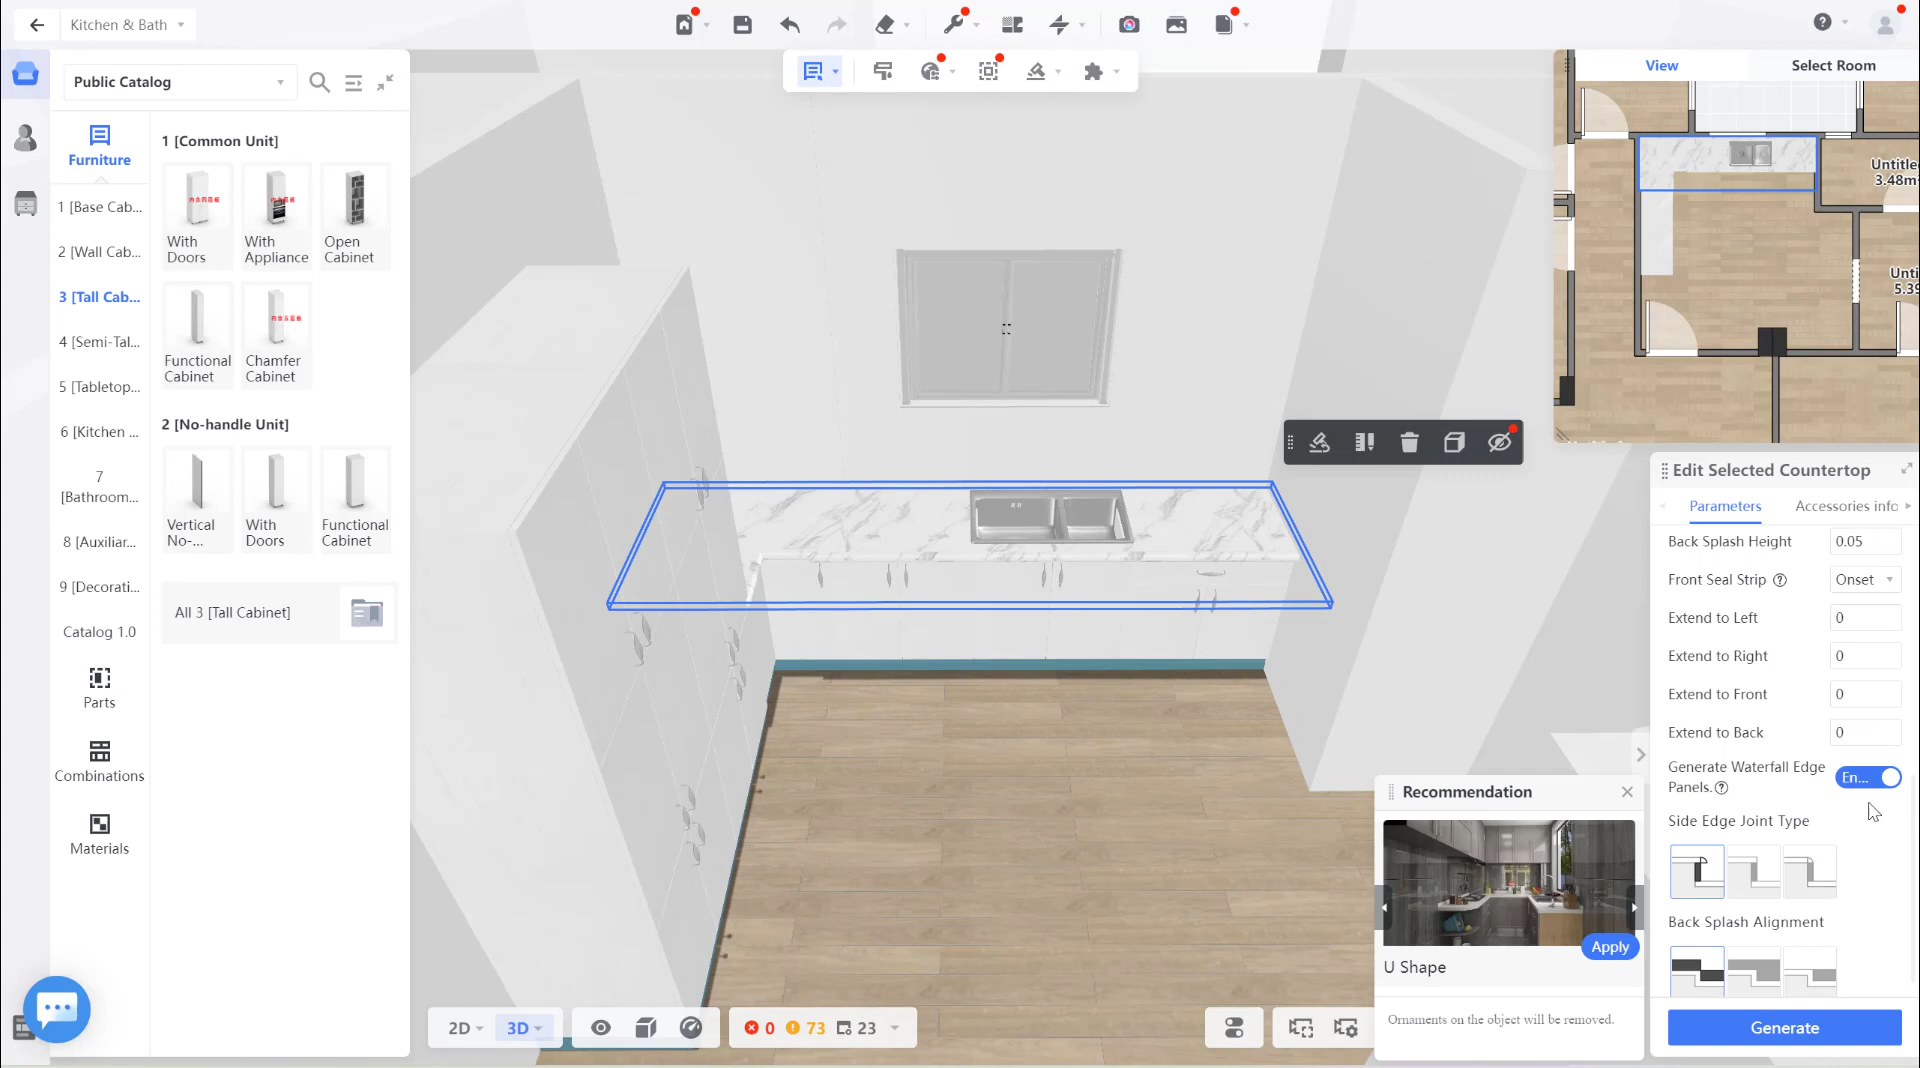 Kitchen & Bath
Public Catalog
Furniture
1 [Base Cab...
2 [Wall Cab...
3 [Tall Cab...
4 [Semi-Tal...
5 [Tabletop...
6 [Kitchen ...
7
[Bathroom...
8 [Auxiliar...
9 [Decorati...
Catalog 1.0
Parts
Combinations
Materials
1 [Common Unit]
With
Doors
With
Appliance
Open
Cabinet
Functional
Cabinet
Chamfer
Cabinet
2 [No-handle Unit]
Vertical
No-...
With
Doors
Functional
Cabinet
All 3 [Tall Cabinet]
View
Select Room
Untitle
3.48m
Unti
5.39
Edit Selected Countertop
Parameters
Accessories info
Back Splash Height
0.05
Front Seal Strip
Onset
Extend to Left
0
Extend to Right
0
Extend to Front
0
Extend to Back
0
Generate Waterfall Edge
Panels.
En...
Side Edge Joint Type
Back Splash Alignment
Generate
Recommendation
Apply
U Shape
Ornaments on the object will be removed.
2D
3D
0
73
23